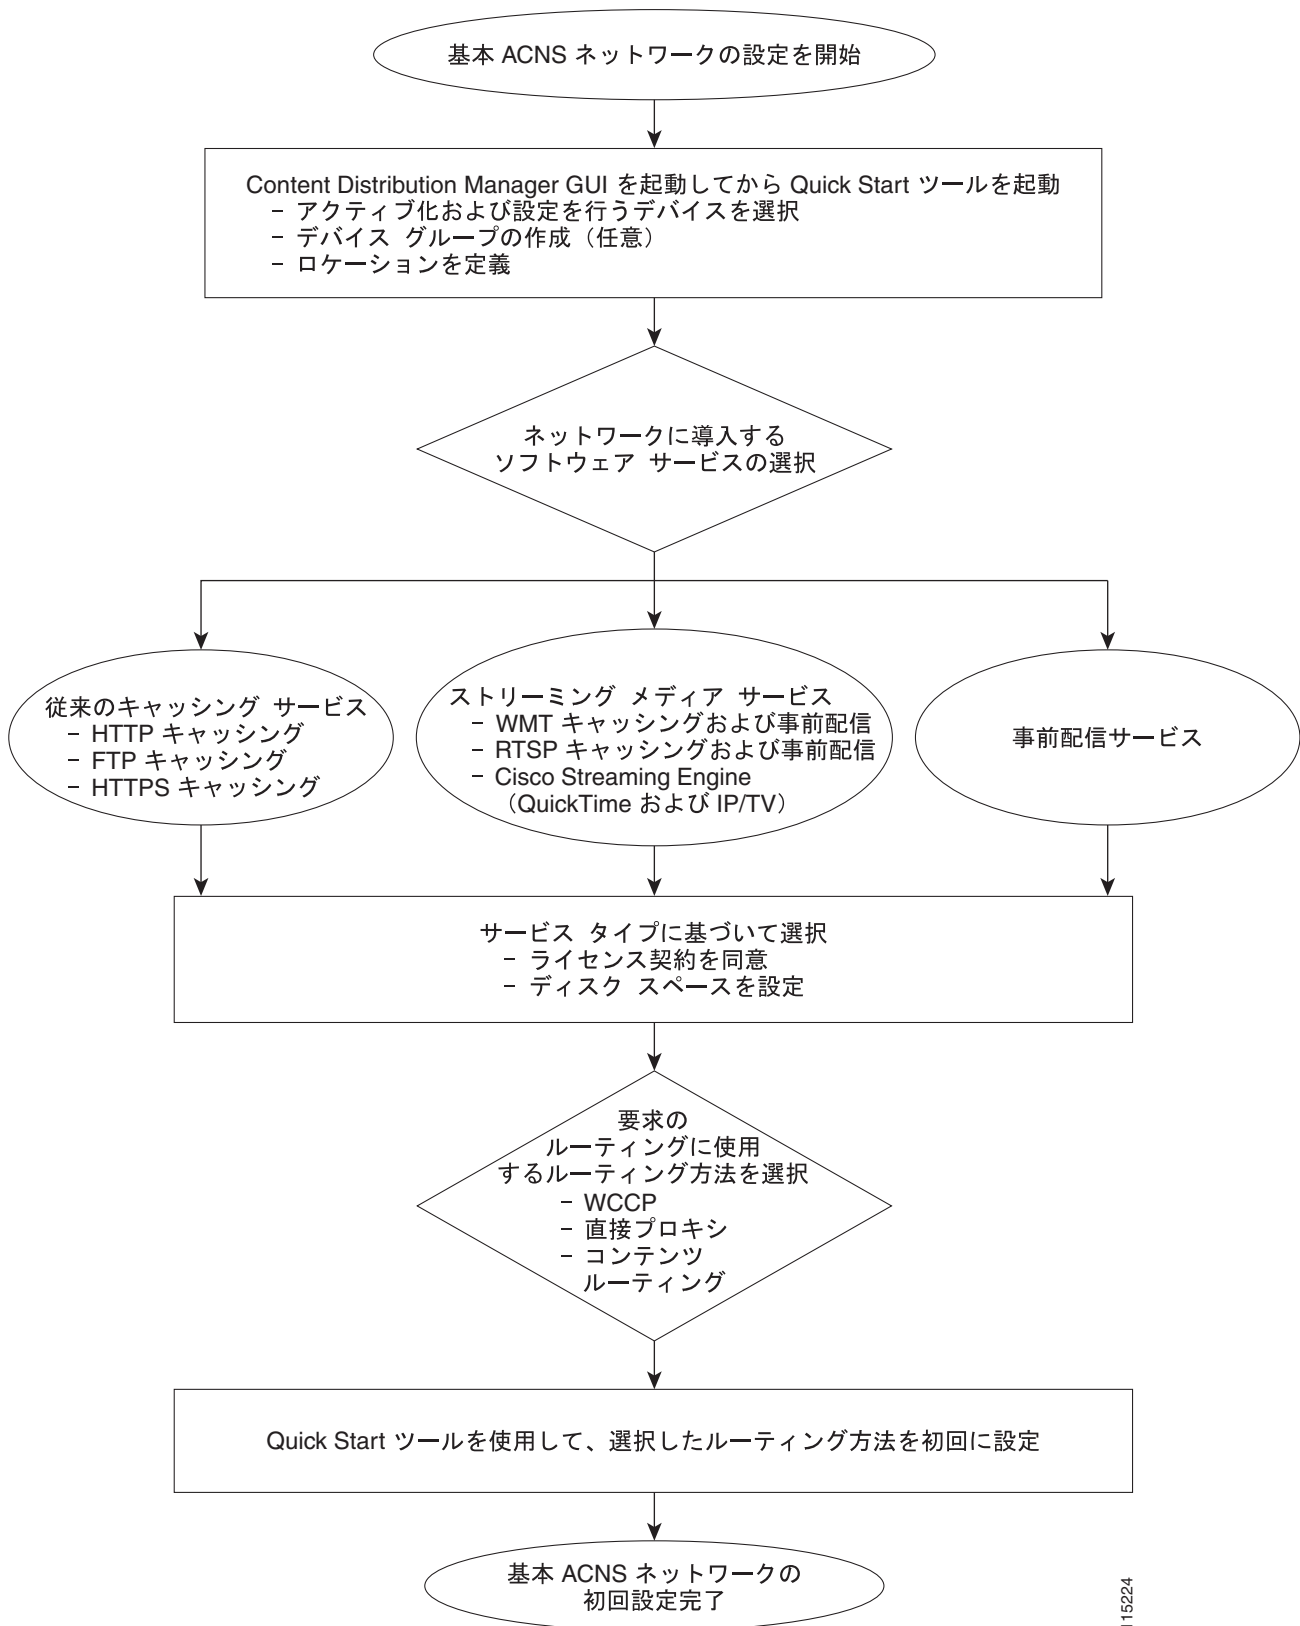 基本 ACNS ネットワークの設定を開始
Content Distribution Manager GUI を起動してから Quick Start ツールを起動
− アクティブ化および設定を行うデバイスを選択
− デバイス グループの作成（任意）
− ロケーションを定義
ネットワークに導入する
ソフトウェア サービスの選択
従来のキャッシング サービス
− HTTP キャッシング
− FTP キャッシング
− HTTPS キャッシング
ストリーミング メディア サービス
− WMT キャッシングおよび事前配信
− RTSP キャッシングおよび事前配信
− Cisco Streaming Engine
（QuickTime および IP/TV）
事前配信サービス
サービス タイプに基づいて選択
− ライセンス契約を同意
− ディスク スペースを設定
要求の
ルーティングに使用
するルーティング方法を選択
− WCCP
− 直接プロキシ
− コンテンツ
ルーティング
Quick Start ツールを使用して、選択したルーティング方法を初回に設定
基本 ACNS ネットワークの
初回設定完了
115224